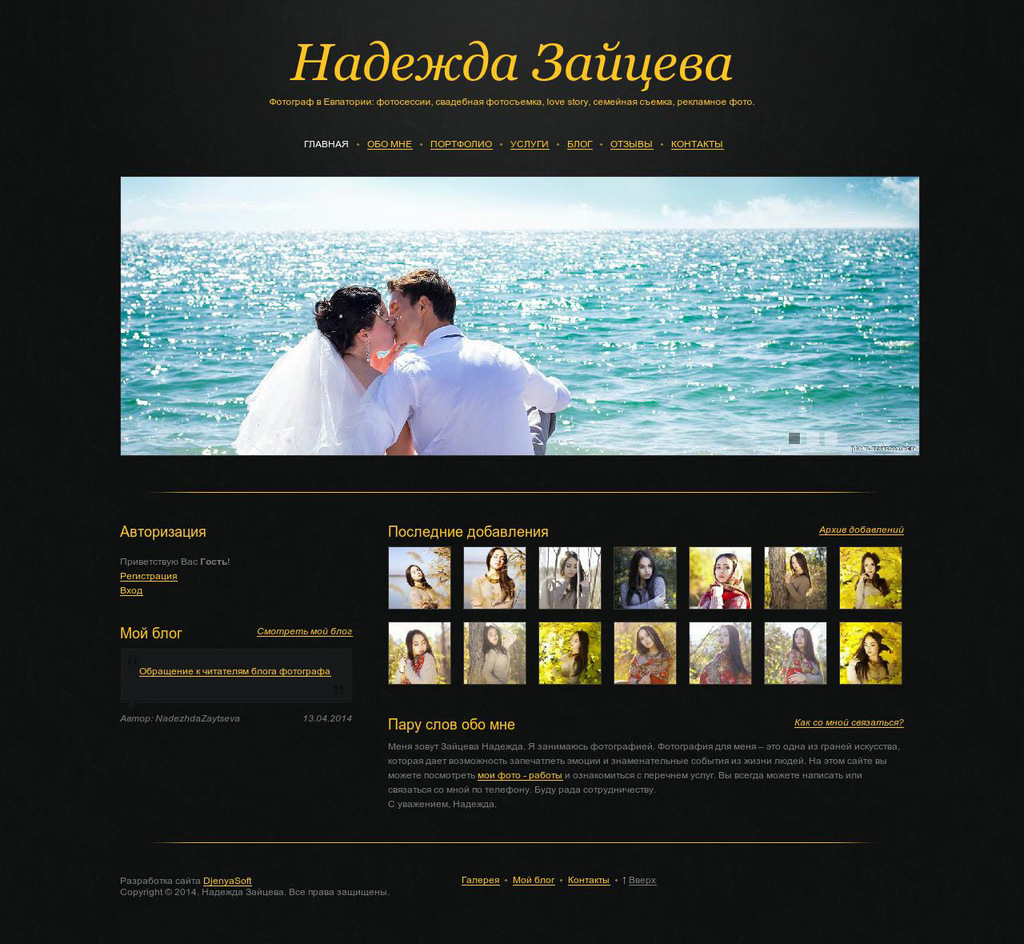 Надежда Зайцева
Фотограф в Евпатории: фотосессии, свадебная фотосъемка, love story, семейная съемка, рекламное фото.
ГЛАВНАЯ • ОБО МНЕ • ПОРТФОЛИО • УСЛУГИ • БЛОГ • ОТЗЫВЫ • КОНТАКТЫ
Авторизация
Приветствую Вас Гость!
Регистрация
Вход
Мой блог Смотреть мой блог
Обращение к читателям блога фотографа
Автор: NadezhdaZaytseva 13.04.2014
Последние добавления Архив добавлений
Пару слов обо мне Как со мной связаться?
Меня зовут Зайцева Надежда. Я занимаюсь фотографией. Фотография для меня – это одна из граней искусства,
которая дает возможность запечатлеть эмоции и знаменательные события из жизни людей. На этом сайте вы
можете посмотреть мои фото - работы и ознакомиться с перечнем услуг. Вы всегда можете написать или
связаться со мной по телефону. Буду рада сотрудничеству.
С уважением, Надежда.
Разработка сайта DjenyaSoft
Copyright © 2014. Надежда Зайцева. Все права защищены.
Галерея • Мой блог • Контакты • ↑ Вверх